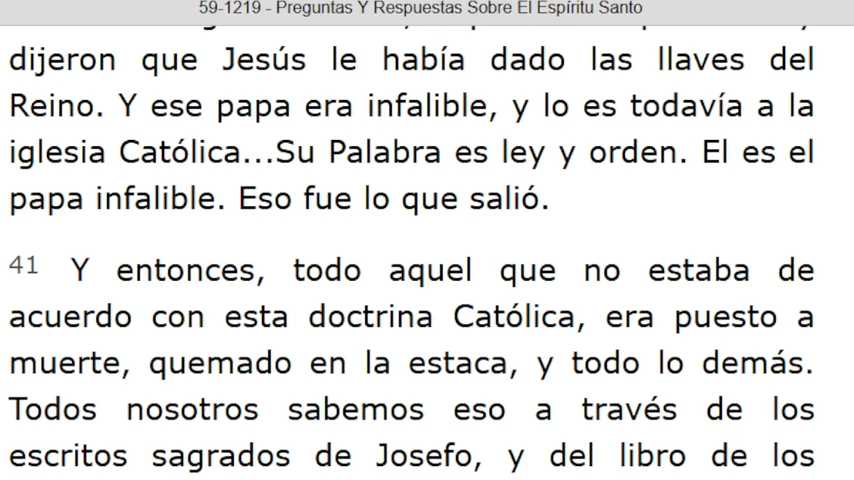 59-1219 - Preguntas Y Respuestas Sobre El Espíritu Santo
dijeron que Jesús le había dado las llaves del
Reino. Y ese papa era infalible, y lo es todavía a la
iglesia Católica...Su Palabra es ley y orden. El es el
papa infalible. Eso fue lo que salió.
41 Y entonces, todo aquel que no estaba de
acuerdo con esta doctrina Católica, era puesto a
muerte, quemado en la estaca, y todo lo demás.
Todos nosotros sabemos eso a través de los
escritos sagrados de Josefo, y del libro de los